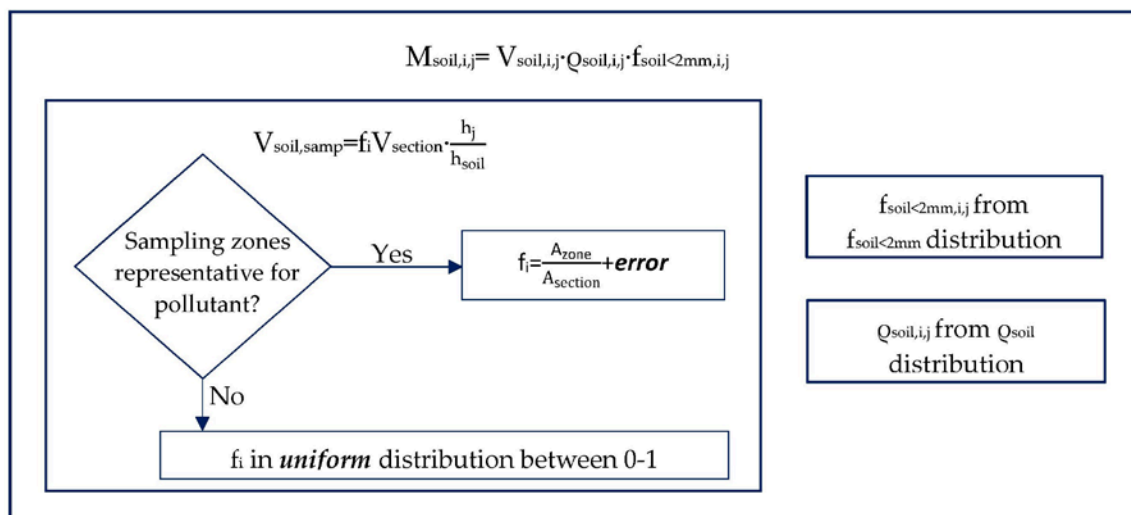 Msoil,i,j= Vsoil,i,j·ϱsoil,i,j·fsoil<2mm,i,j
Vsoil,samp=fiVsection·hj/hsoil
Sampling zones
representative for
pollutant?
Yes
fi=Azone/Asection+error
No
fi in uniform distribution between 0-1
fsoil<2mm,i,j from
fsoil<2mm distribution
ϱsoil,i,j from ϱsoil
distribution